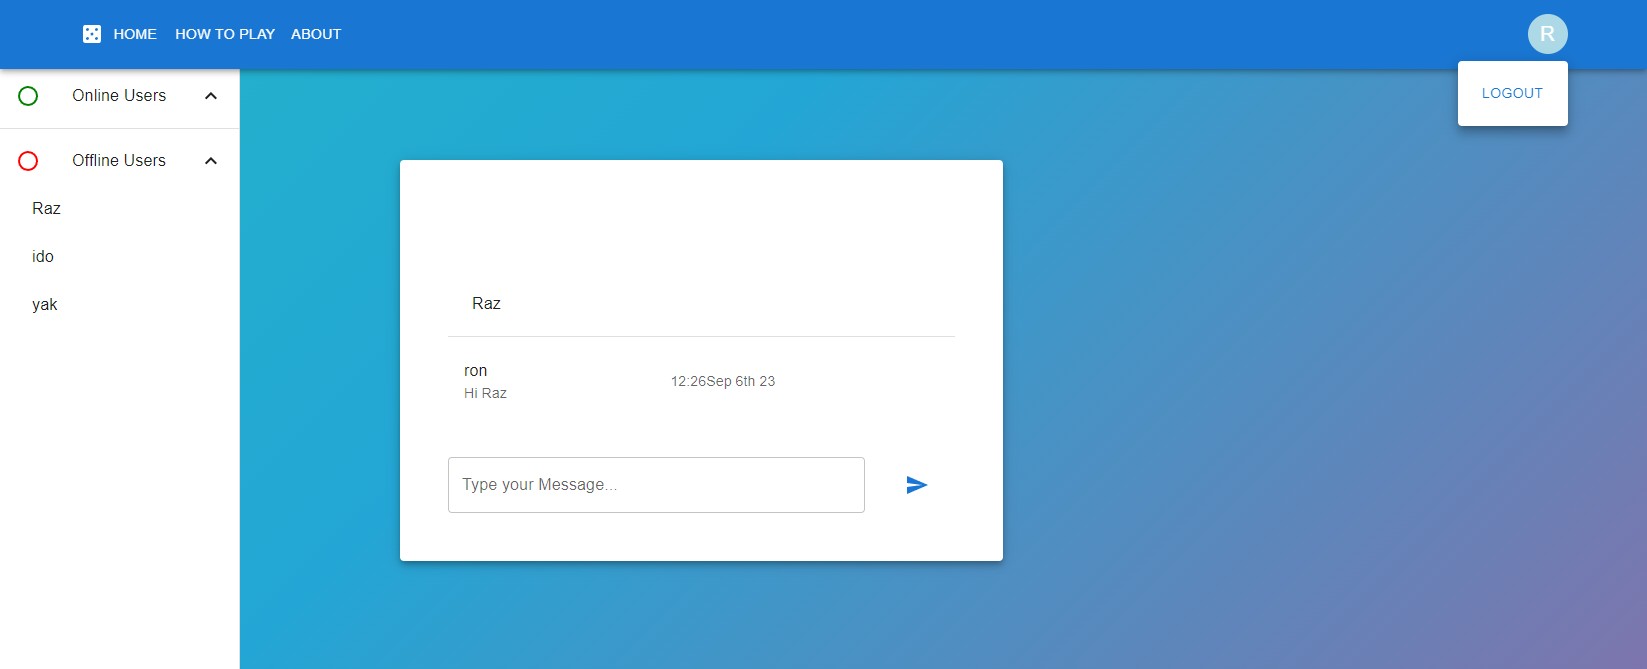 HOME HOW TO PLAY ABOUT
R
LOGOUT
Online Users
Offline Users
Raz
ido
yak
Raz
ron
Hi Raz
12:26Sep 6th 23
Type your Message...